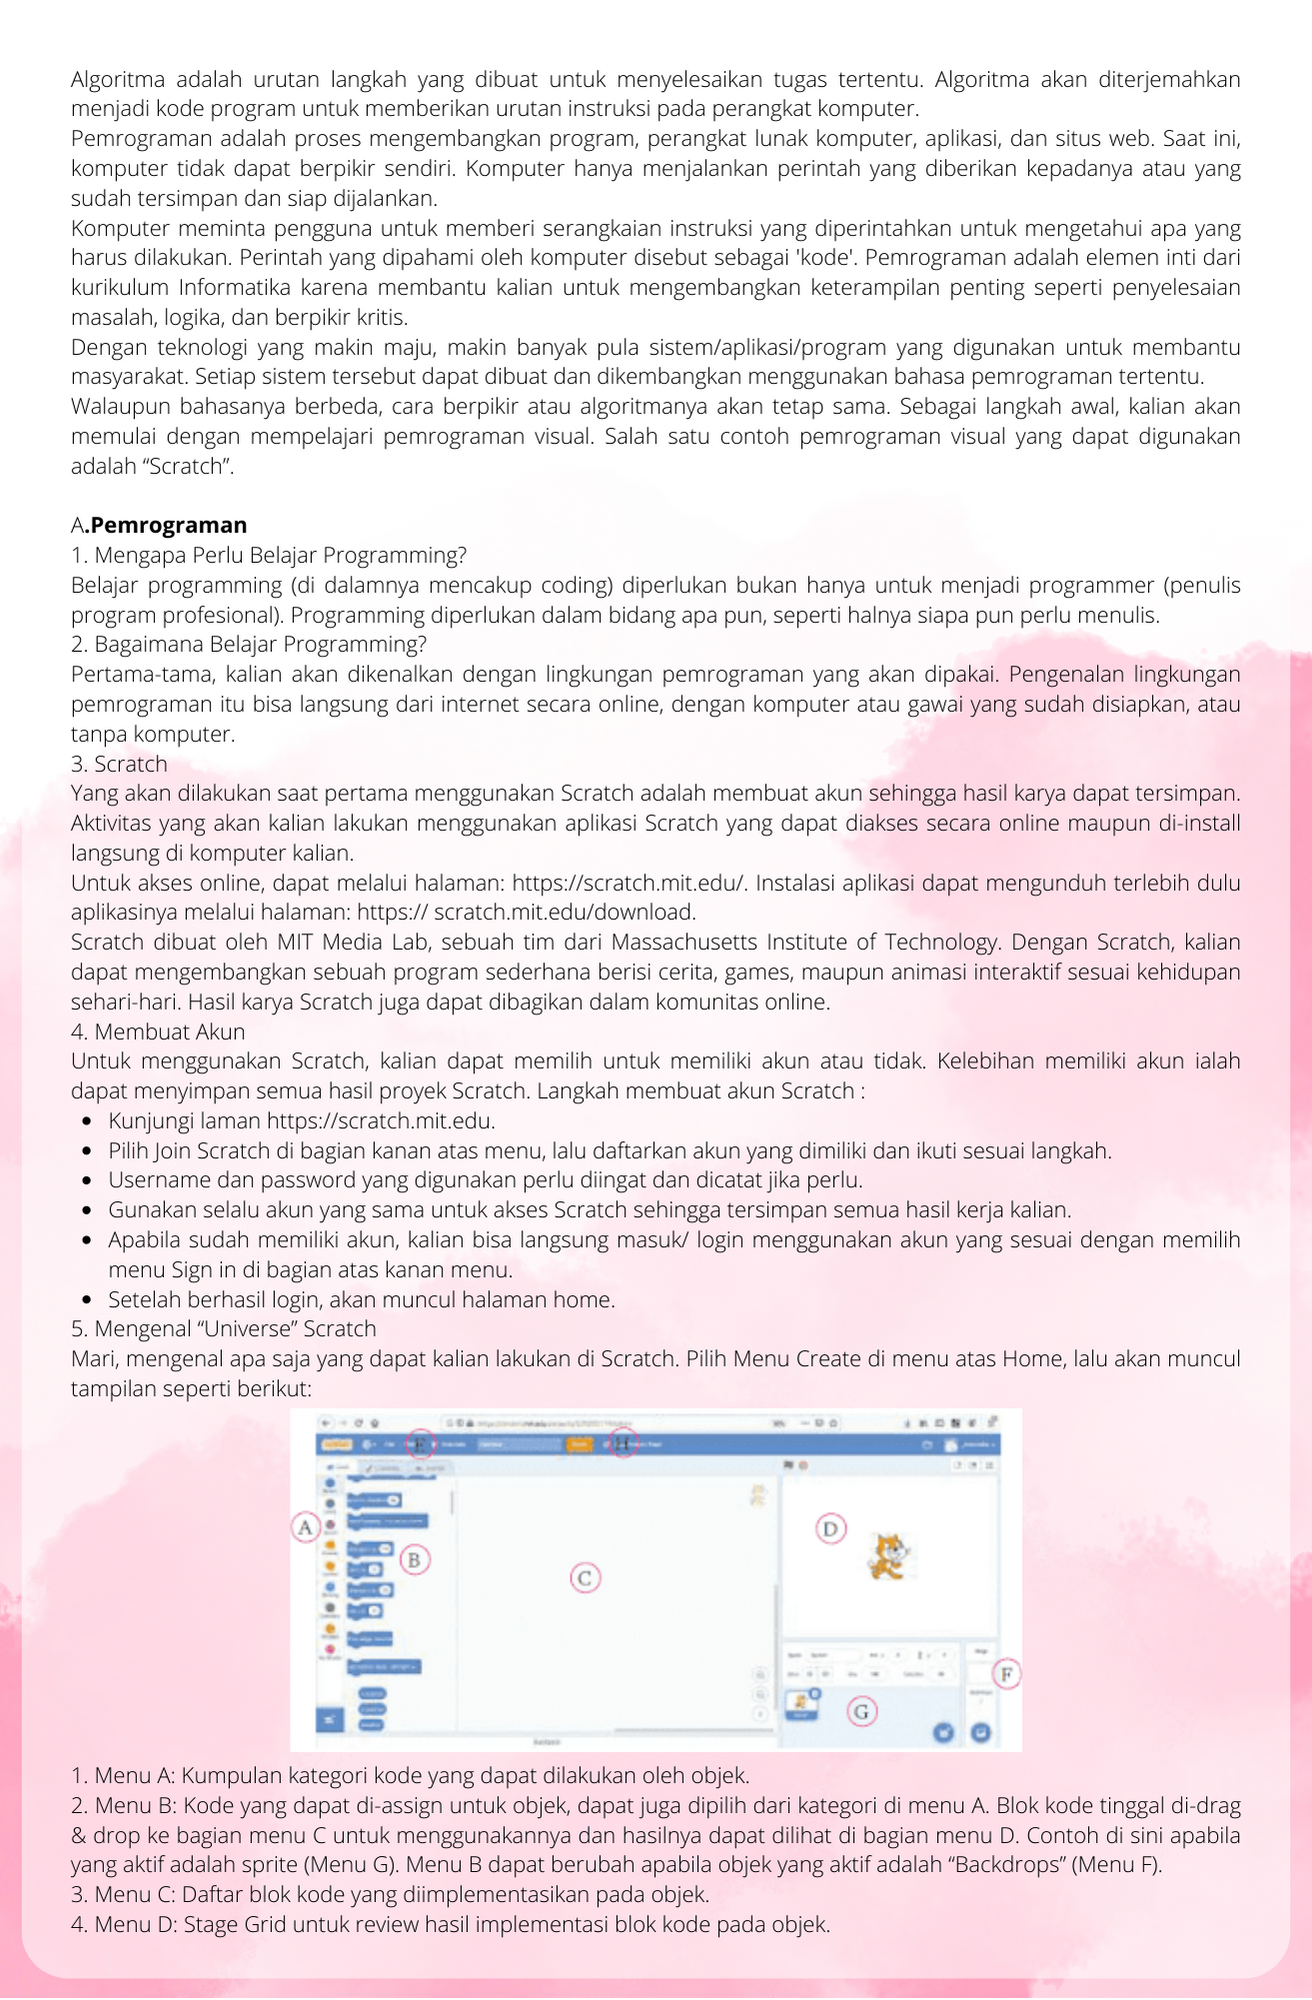 Algoritma adalah urutan langkah yang dibuat untuk menyelesaikan tugas tertentu. Algoritma akan diterjemahkan
menjadi kode program untuk memberikan urutan instruksi pada perangkat komputer.
Pemrograman adalah proses mengembangkan program, perangkat lunak komputer, aplikasi, dan situs web. Saat ini,
komputer tidak dapat berpikir sendiri. Komputer hanya menjalankan perintah yang diberikan kepadanya atau yang
sudah tersimpan dan siap dijalankan.
Komputer meminta pengguna untuk memberi serangkaian instruksi yang diperintahkan untuk mengetahui apa yang
harus dilakukan. Perintah yang dipahami oleh komputer disebut sebagai 'kode'. Pemrograman adalah elemen inti dari
kurikulum Informatika karena membantu kalian untuk mengembangkan keterampilan penting seperti penyelesaian
masalah, logika, dan berpikir kritis.
Dengan teknologi yang makin maju, makin banyak pula sistem/aplikasi/program yang digunakan untuk membantu
masyarakat. Setiap sistem tersebut dapat dibuat dan dikembangkan menggunakan bahasa pemrograman tertentu.
Walaupun bahasanya berbeda, cara berpikir atau algoritmanya akan tetap sama. Sebagai langkah awal, kalian akan
memulai dengan mempelajari pemrograman visual. Salah satu contoh pemrograman visual yang dapat digunakan
adalah “Scratch”.
A.Pemrograman
1. Mengapa Perlu Belajar Programming?
Belajar programming (di dalamnya mencakup coding) diperlukan bukan hanya untuk menjadi programmer (penulis
program profesional). Programming diperlukan dalam bidang apa pun, seperti halnya siapa pun perlu menulis.
2. Bagaimana Belajar Programming?
Pertama-tama, kalian akan dikenalkan dengan lingkungan pemrograman yang akan dipakai. Pengenalan lingkungan
pemrograman itu bisa langsung dari internet secara online, dengan komputer atau gawai yang sudah disiapkan, atau
tanpa komputer.
3. Scratch
Yang akan dilakukan saat pertama menggunakan Scratch adalah membuat akun sehingga hasil karya dapat tersimpan.
Aktivitas yang akan kalian lakukan menggunakan aplikasi Scratch yang dapat diakses secara online maupun di-install
langsung di komputer kalian.
Untuk akses online, dapat melalui halaman: https://scratch.mit.edu/. Instalasi aplikasi dapat mengunduh terlebih dulu
aplikasinya melalui halaman: https:// scratch.mit.edu/download.
Scratch dibuat oleh MIT Media Lab, sebuah tim dari Massachusetts Institute of Technology. Dengan Scratch, kalian
dapat mengembangkan sebuah program sederhana berisi cerita, games, maupun animasi interaktif sesuai kehidupan
sehari-hari. Hasil karya Scratch juga dapat dibagikan dalam komunitas online.
4. Membuat Akun
Untuk menggunakan Scratch, kalian dapat memilih untuk memiliki akun atau tidak. Kelebihan memiliki akun ialah
dapat menyimpan semua hasil proyek Scratch. Langkah membuat akun Scratch :
• Kunjungi laman https://scratch.mit.edu.
• Pilih Join Scratch di bagian kanan atas menu, lalu daftarkan akun yang dimiliki dan ikuti sesuai langkah.
• Username dan password yang digunakan perlu diingat dan dicatat jika perlu.
• Gunakan selalu akun yang sama untuk akses Scratch sehingga tersimpan semua hasil kerja kalian.
• Apabila sudah memiliki akun, kalian bisa langsung masuk/ login menggunakan akun yang sesuai dengan memilih
menu Sign in di bagian atas kanan menu.
• Setelah berhasil login, akan muncul halaman home.
5. Mengenal “Universe” Scratch
Mari, mengenal apa saja yang dapat kalian lakukan di Scratch. Pilih Menu Create di menu atas Home, lalu akan muncul
tampilan seperti berikut:
E
H
A
B
C
D
F
G
1. Menu A: Kumpulan kategori kode yang dapat dilakukan oleh objek.
2. Menu B: Kode yang dapat di-assign untuk objek, dapat juga dipilih dari kategori di menu A. Blok kode tinggal di-drag
& drop ke bagian menu C untuk menggunakannya dan hasilnya dapat dilihat di bagian menu D. Contoh di sini apabila
yang aktif adalah sprite (Menu G). Menu B dapat berubah apabila objek yang aktif adalah “Backdrops” (Menu F).
3. Menu C: Daftar blok kode yang diimplementasikan pada objek.
4. Menu D: Stage Grid untuk review hasil implementasi blok kode pada objek.